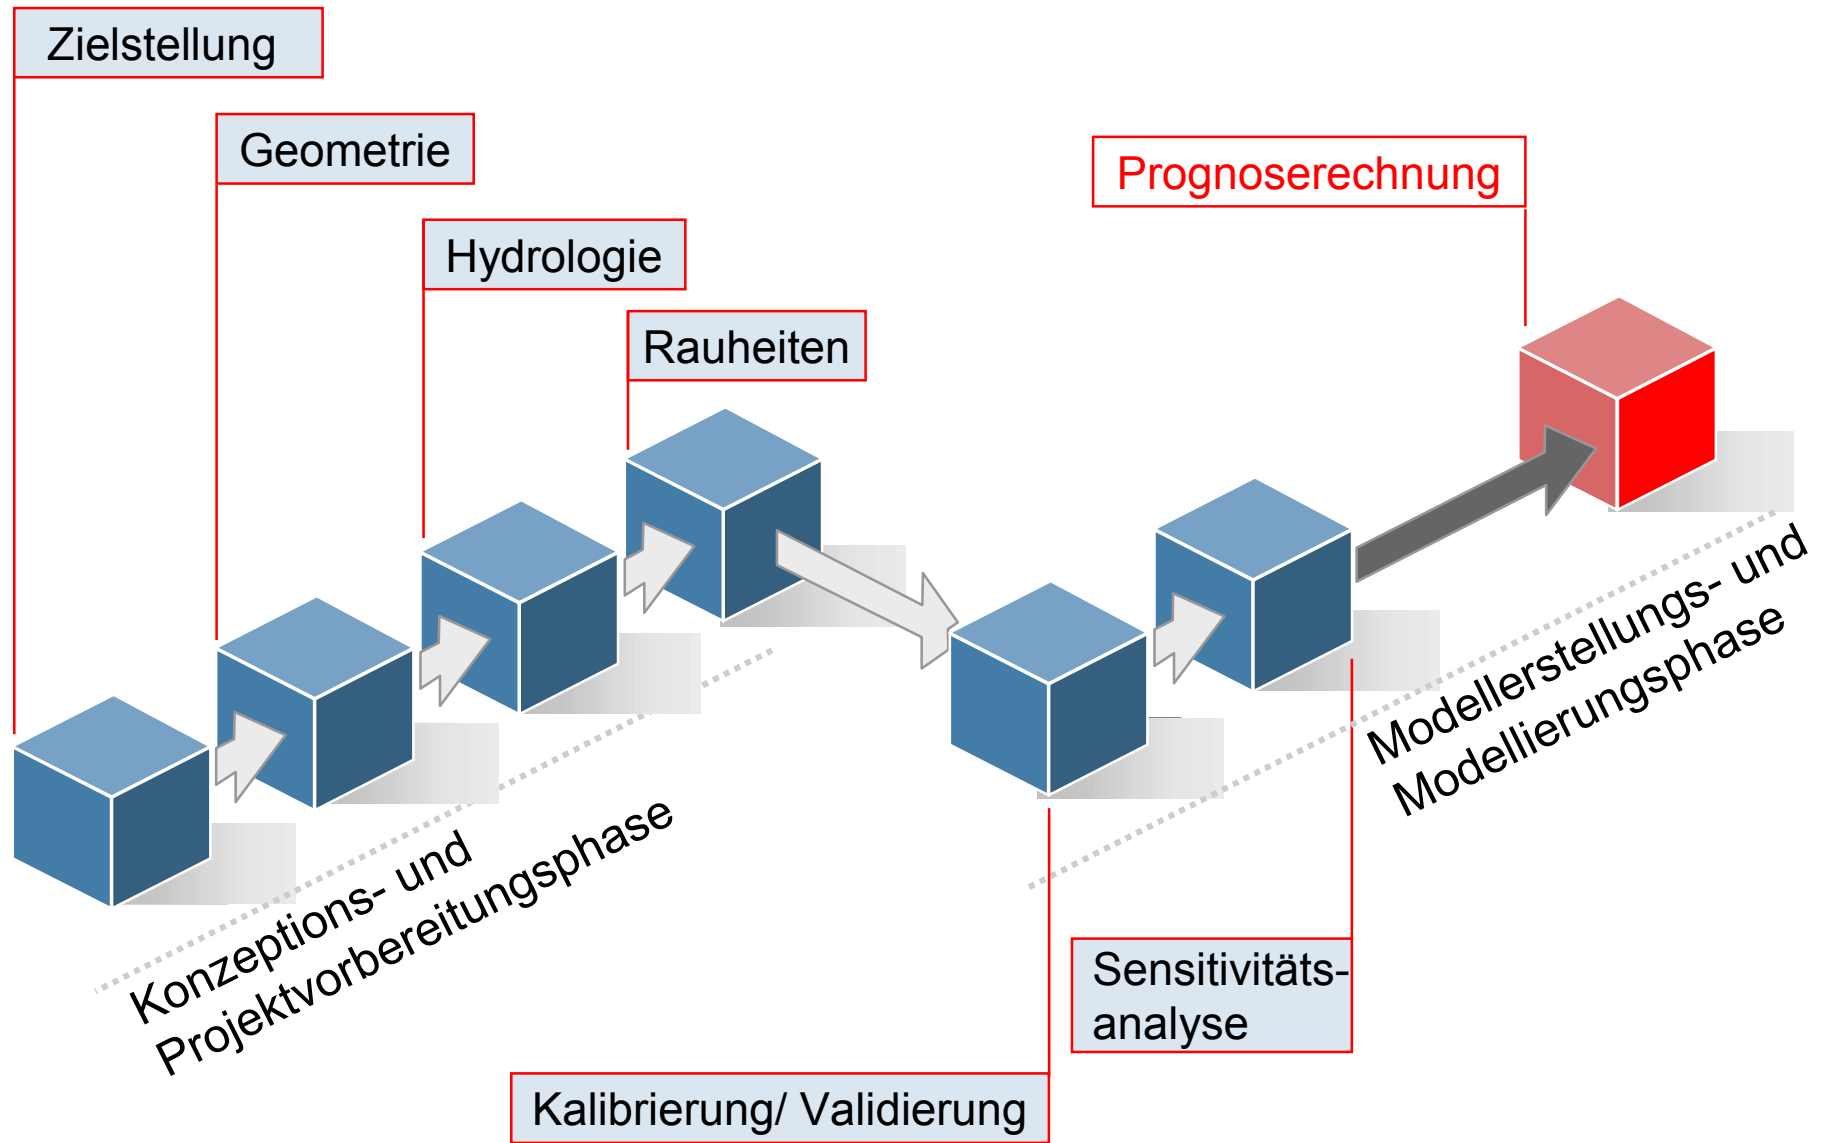 Zielstellung
Geometrie
Hydrologie
Rauheiten
Prognoserechnung
Konzeptions- und
Projektvorbereitungsphase
Modellerstellungs- und
Modellierungsphase
Sensitivitäts-
analyse
Kalibrierung/ Validierung